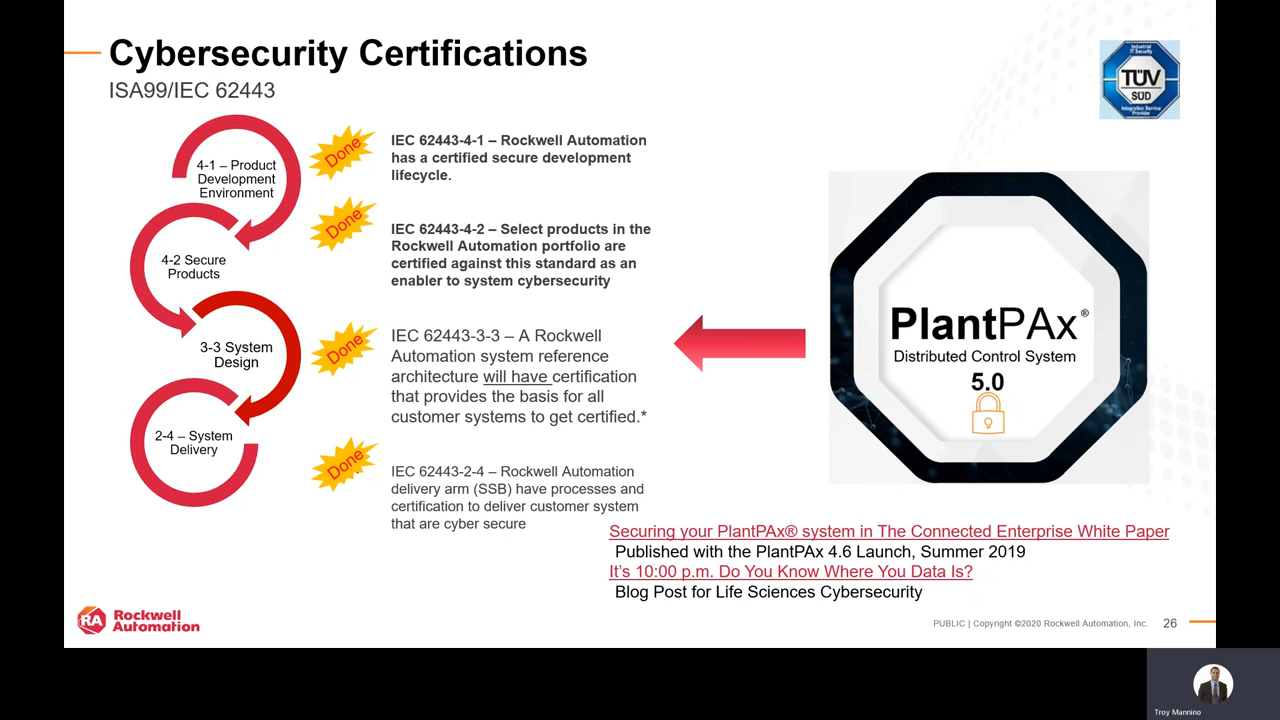 Cybersecurity Certifications
ISA99/IEC 62443
Industrial
IT Security
TÜV
SÜD
Integration Service
Provider
4-1 – Product
Development
Environment
4-2 Secure
Products
3-3 System
Design
2-4 – System
Delivery
Done
IEC 62443-4-1 – Rockwell Automation
has a certified secure development
lifecycle.
Done
IEC 62443-4-2 – Select products in the
Rockwell Automation portfolio are
certified against this standard as an
enabler to system cybersecurity
Done
IEC 62443-3-3 – A Rockwell
Automation system reference
architecture will have certification
that provides the basis for all
customer systems to get certified.*
Done
IEC 62443-2-4 – Rockwell Automation
delivery arm (SSB) have processes and
certification to deliver customer system
that are cyber secure
PlantPAx®
Distributed Control System
5.0
Securing your PlantPAx® system in The Connected Enterprise White Paper
Published with the PlantPAx 4.6 Launch, Summer 2019
It's 10:00 p.m. Do You Know Where You Data Is?
Blog Post for Life Sciences Cybersecurity
RA
Rockwell
Automation
PUBLIC | Copyright ©2020 Rockwell Automation, Inc.
26
Troy Mannino